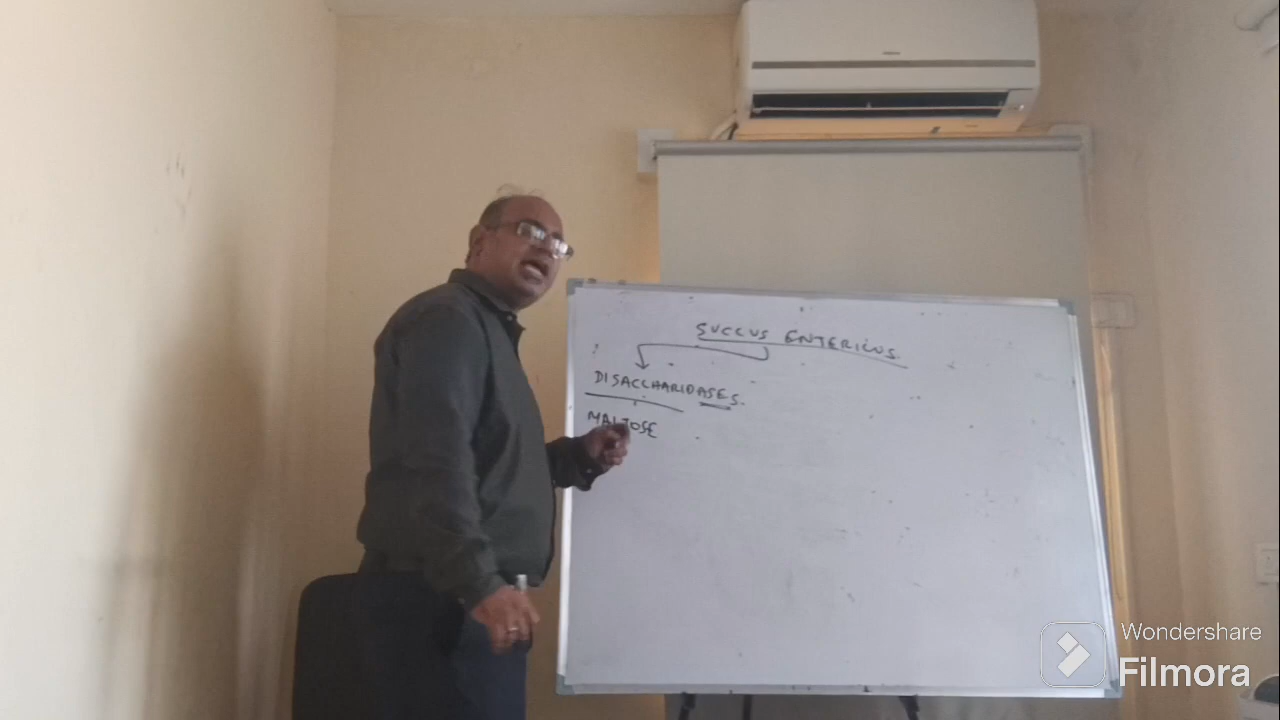 SUCCUS ENTERICUS
DISACCHARIDASES.
MALTOSE
Wondershare
Filmora